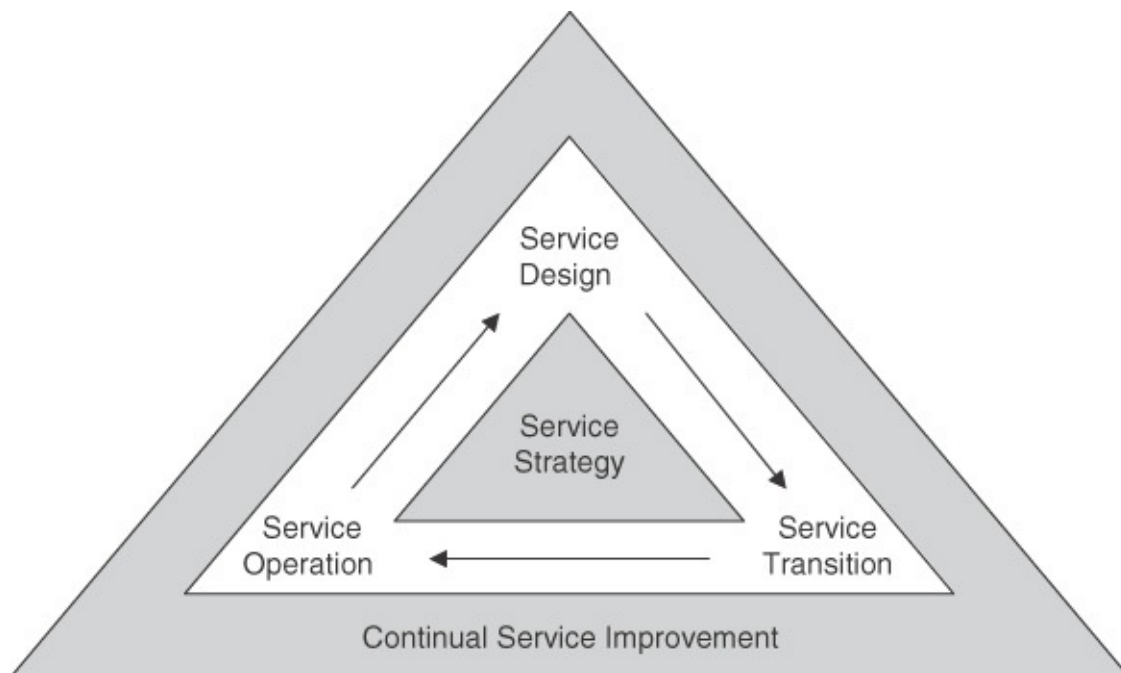 Service
Design
Service
Strategy
Service
Operation
Service
Transition
Continual Service Improvement